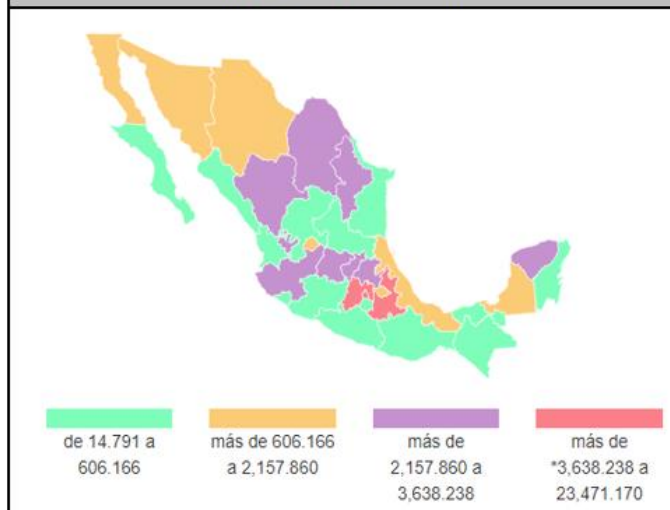 de 14.791 a
606.166
más de 606.166
a 2,157.860
más de
2,157.860 a
3,638.238
más de
*3,638.238 a
23,471.170